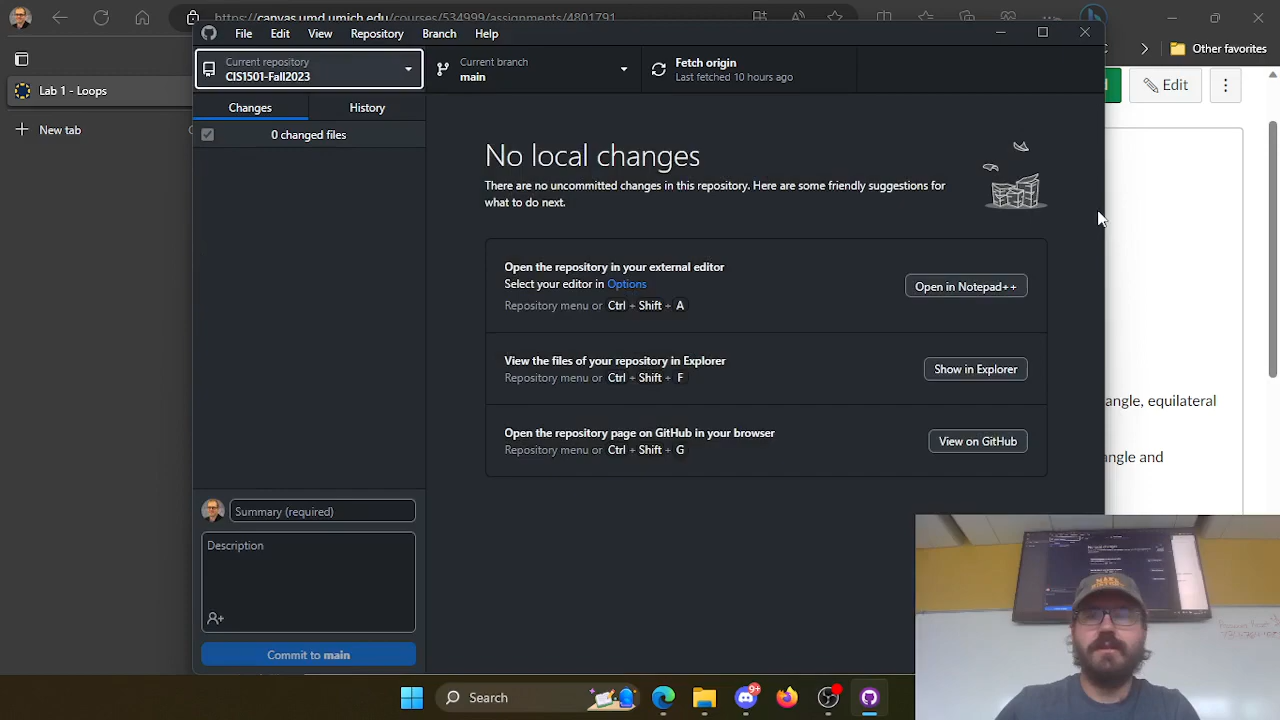 https://canvas.umd.umich.edu/courses/534999/assignments/4801791
File Edit View Repository Branch Help
Other favorites
Current repository
CIS1501-Fall2023
Current branch
main
Fetch origin
Last fetched 10 hours ago
Lab 1 - Loops
Edit
Changes
History
New tab
0 changed files
No local changes
There are no uncommitted changes in this repository. Here are some friendly suggestions for
what to do next.
Open the repository in your external editor
Select your editor in Options
Repository menu or Ctrl + Shift + A
Open in Notepad++
View the files of your repository in Explorer
Repository menu or Ctrl + Shift + F
Show in Explorer
Open the repository page on GitHub in your browser
Repository menu or Ctrl + Shift + G
View on GitHub
angle, equilateral
angle and
Summary (required)
Description
Commit to main
No local changes
Search